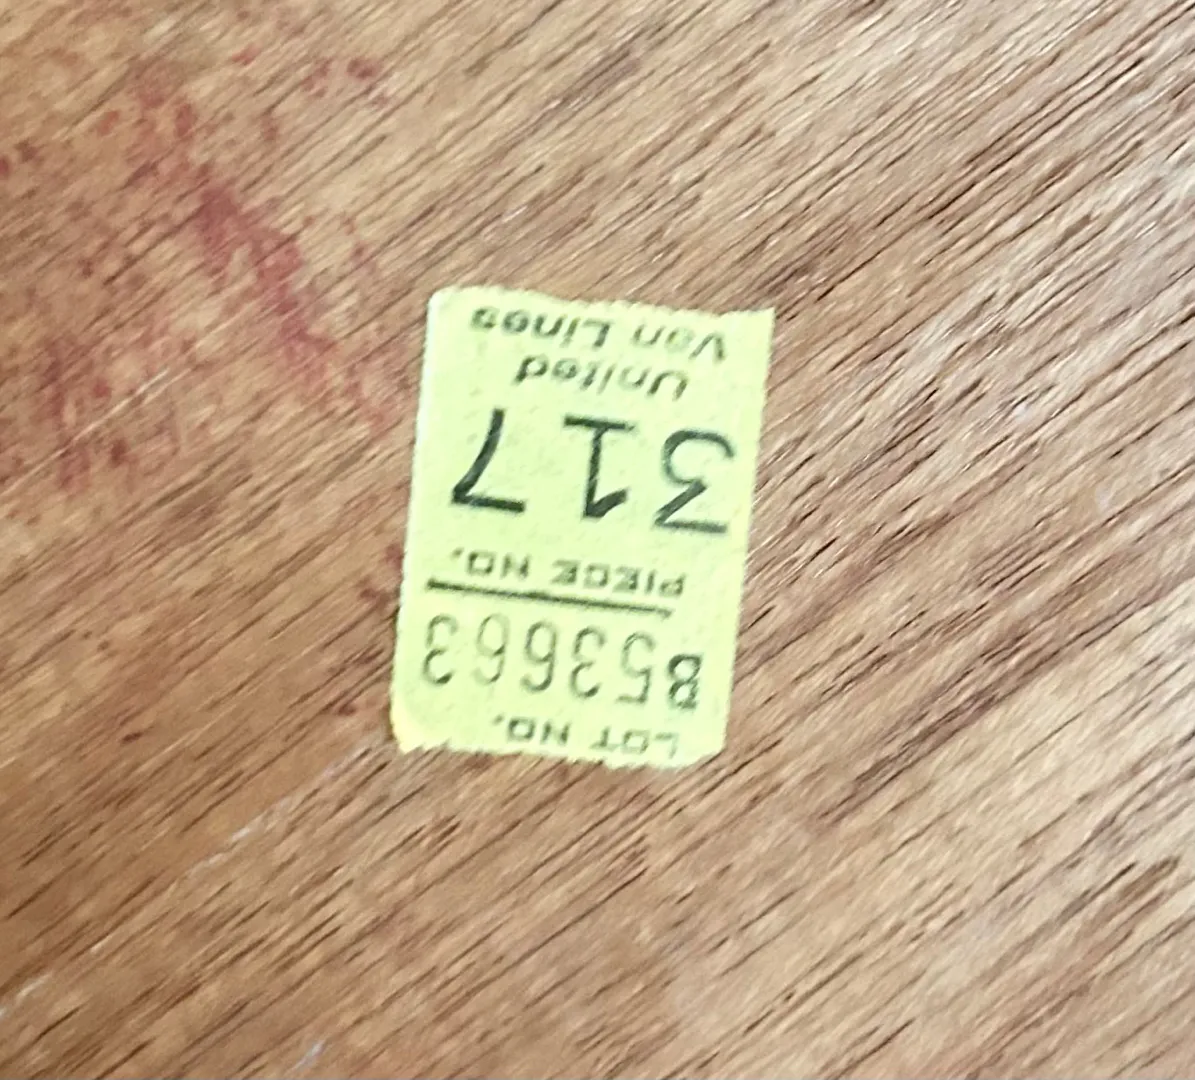 LOT NO.
B53663
PIECE NO.
317
United
Van Lines